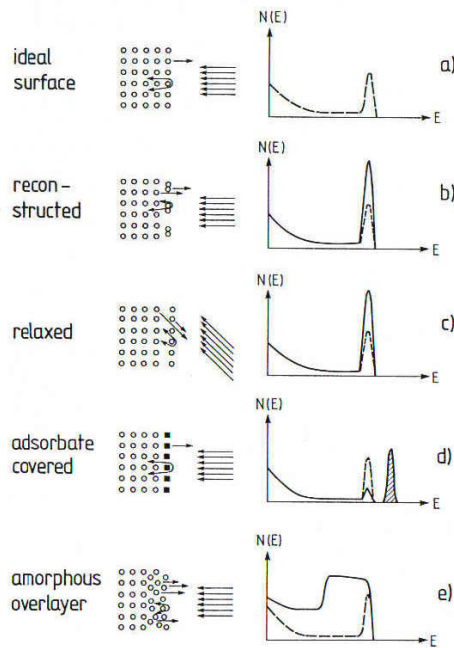 N(E)
ideal
surface
a)
E
N(E)
recon-
structed
b)
E
N(E)
relaxed
c)
E
N(E)
adsorbate
covered
d)
E
N(E)
amorphous
overlayer
e)
E